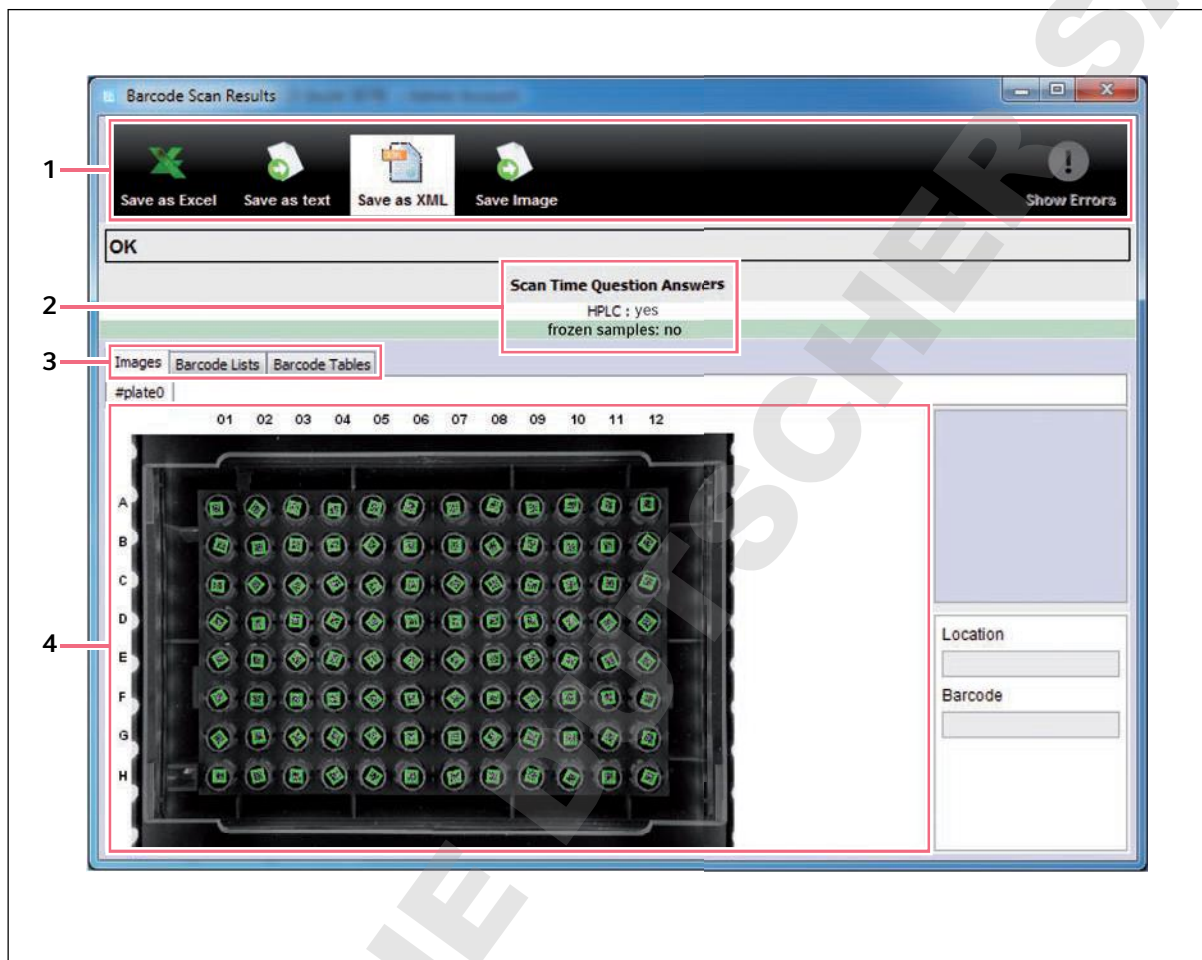 Barcode Scan Results
1
Save as Excel Save as text Save as XML Save Image Show Errors
OK
2
Scan Time Question Answers
HPLC : yes
frozen samples: no
3
Images Barcode Lists Barcode Tables
#plate0
01 02 03 04 05 06 07 08 09 10 11 12
A
B
C
D
4
E
F
G
H
Location
Barcode